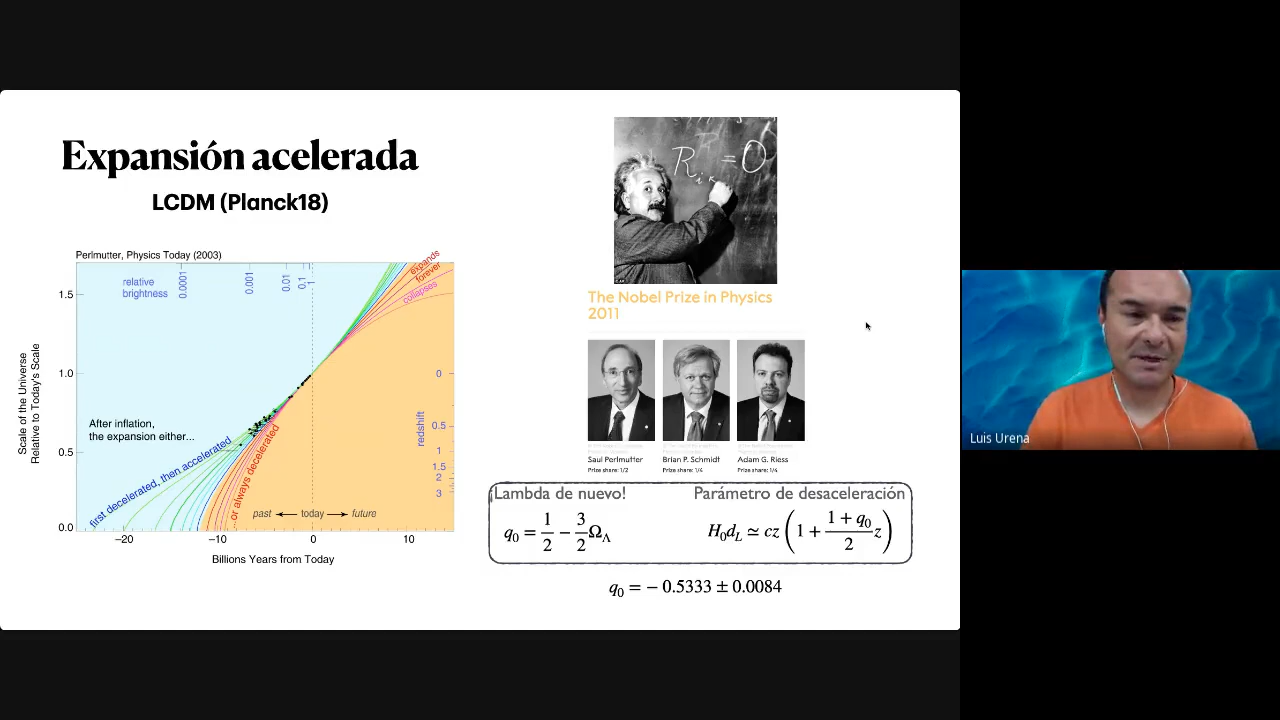 Expansión acelerada
LCDM (Planck18)
Perlmutter, Physics Today (2003)
relative
brightness
0.0001
0.001
0.01
0.1
1
expands
forever
collapses
1.5
1.0
0.5
0.0
Scale of the Universe
Relative to Today's Scale
After inflation,
the expansion either...
first decelerated, then accelerated
...or always decelerated
redshift
0
0.5
1
1.5
2
3
past ← today → future
−20
−10
0
10
Billions Years from Today
R i κ = 0
The Nobel Prize in Physics
2011
Saul Perlmutter
Prize share: 1/2
Brian P. Schmidt
Prize share: 1/4
Adam G. Riess
Prize share: 1/4
¡Lambda de nuevo!
Parámetro de desaceleración
q₀ = 1/2 − 3/2 Ω_Λ
H₀d_L ≃ cz (1 + (1 + q₀)/2 z)
q₀ = − 0.5333 ± 0.0084
Luis Urena